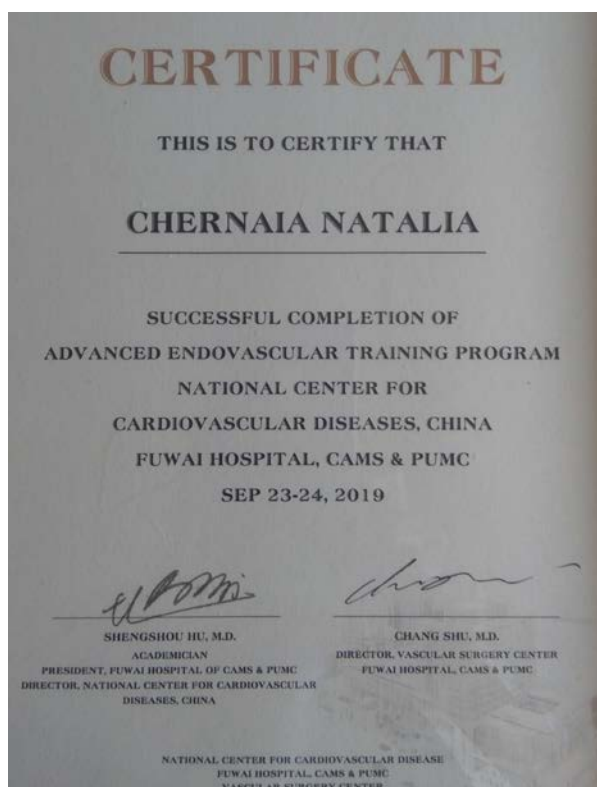 CERTIFICATE
THIS IS TO CERTIFY THAT
CHERNAIA NATALIA
SUCCESSFUL COMPLETION OF
ADVANCED ENDOVASCULAR TRAINING PROGRAM
NATIONAL CENTER FOR
CARDIOVASCULAR DISEASES, CHINA
FUWAI HOSPITAL, CAMS & PUMC
SEP 23-24, 2019
SHENGSHOU HU, M.D.
ACADEMICIAN
PRESIDENT, FUWAI HOSPITAL OF CAMS & PUMC
DIRECTOR, NATIONAL CENTER FOR CARDIOVASCULAR
DISEASES, CHINA
CHANG SHU, M.D.
DIRECTOR, VASCULAR SURGERY CENTER
FUWAI HOSPITAL, CAMS & PUMC
NATIONAL CENTER FOR CARDIOVASCULAR DISEASE
FUWAI HOSPITAL, CAMS & PUMC
VASCULAR SURGERY CENTER